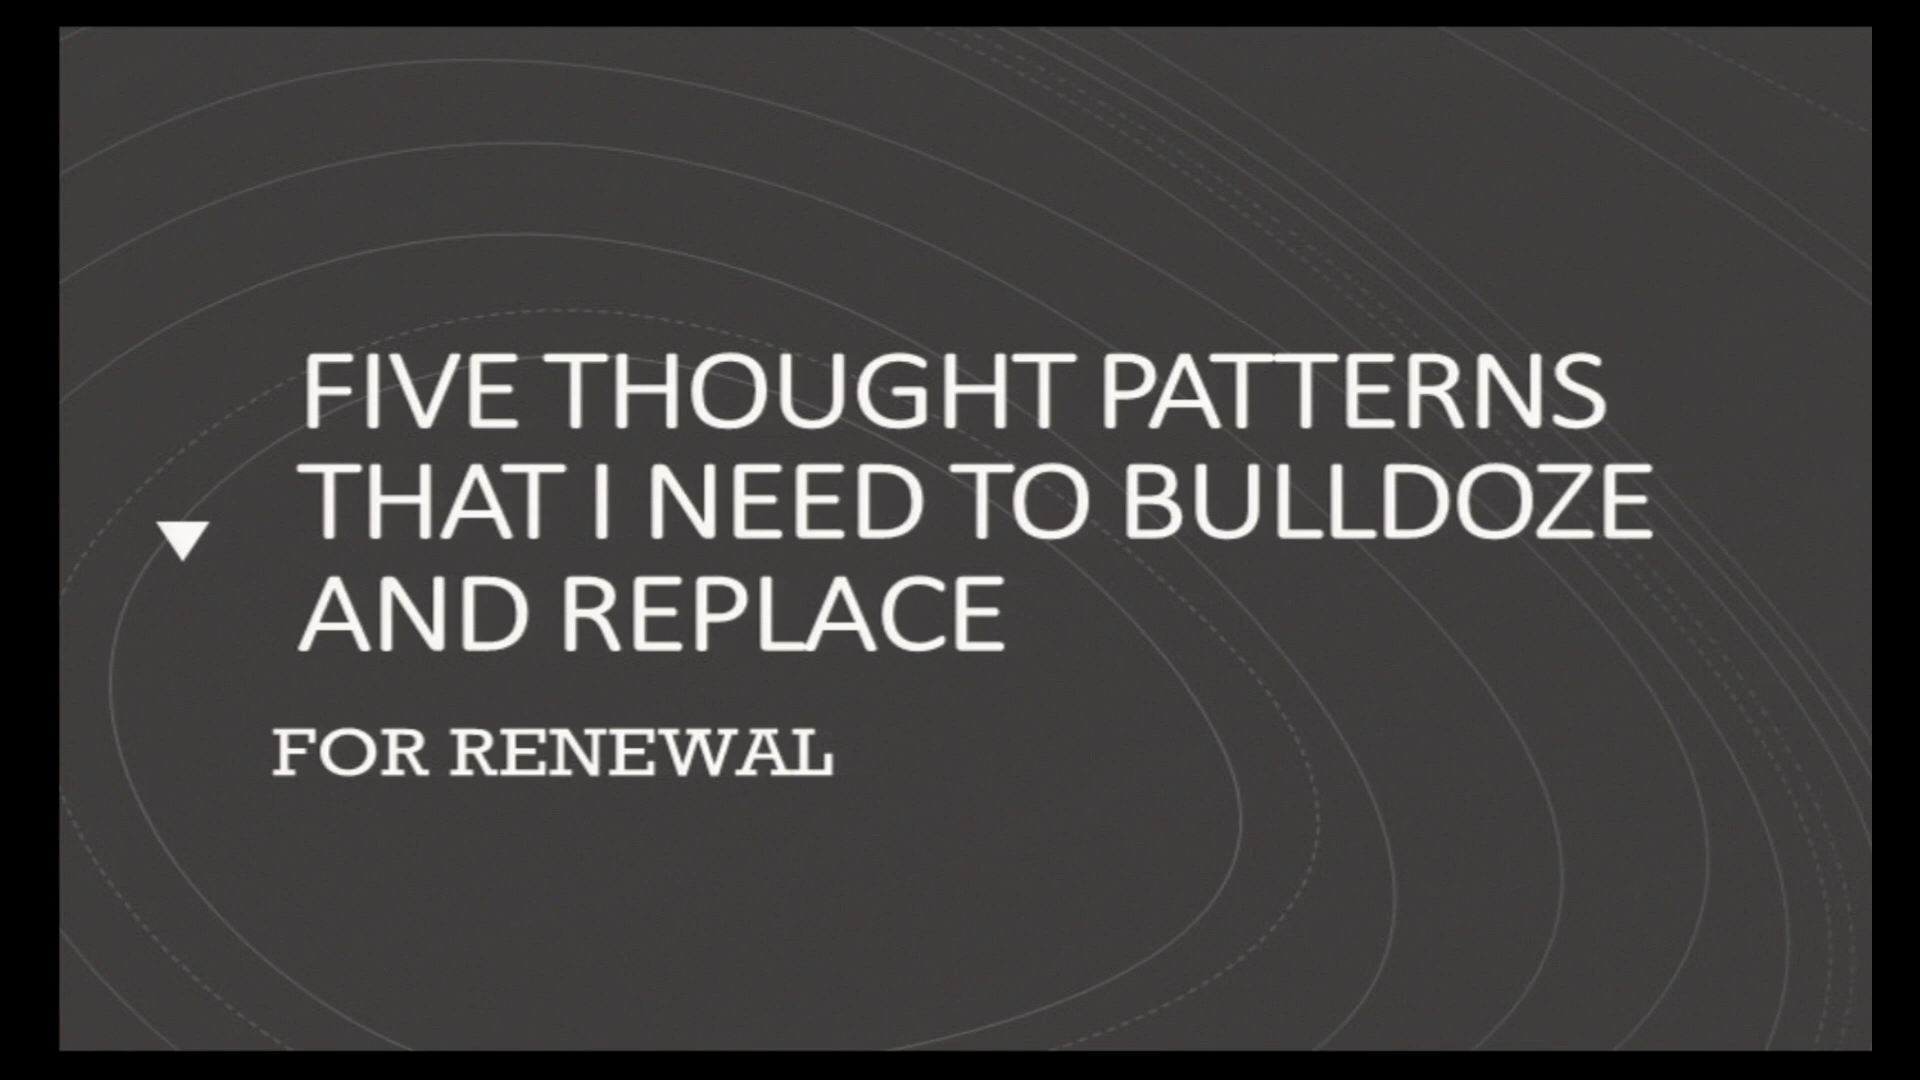 FIVE THOUGHT PATTERNS
THAT I NEED TO BULLDOZE
AND REPLACE
FOR RENEWAL